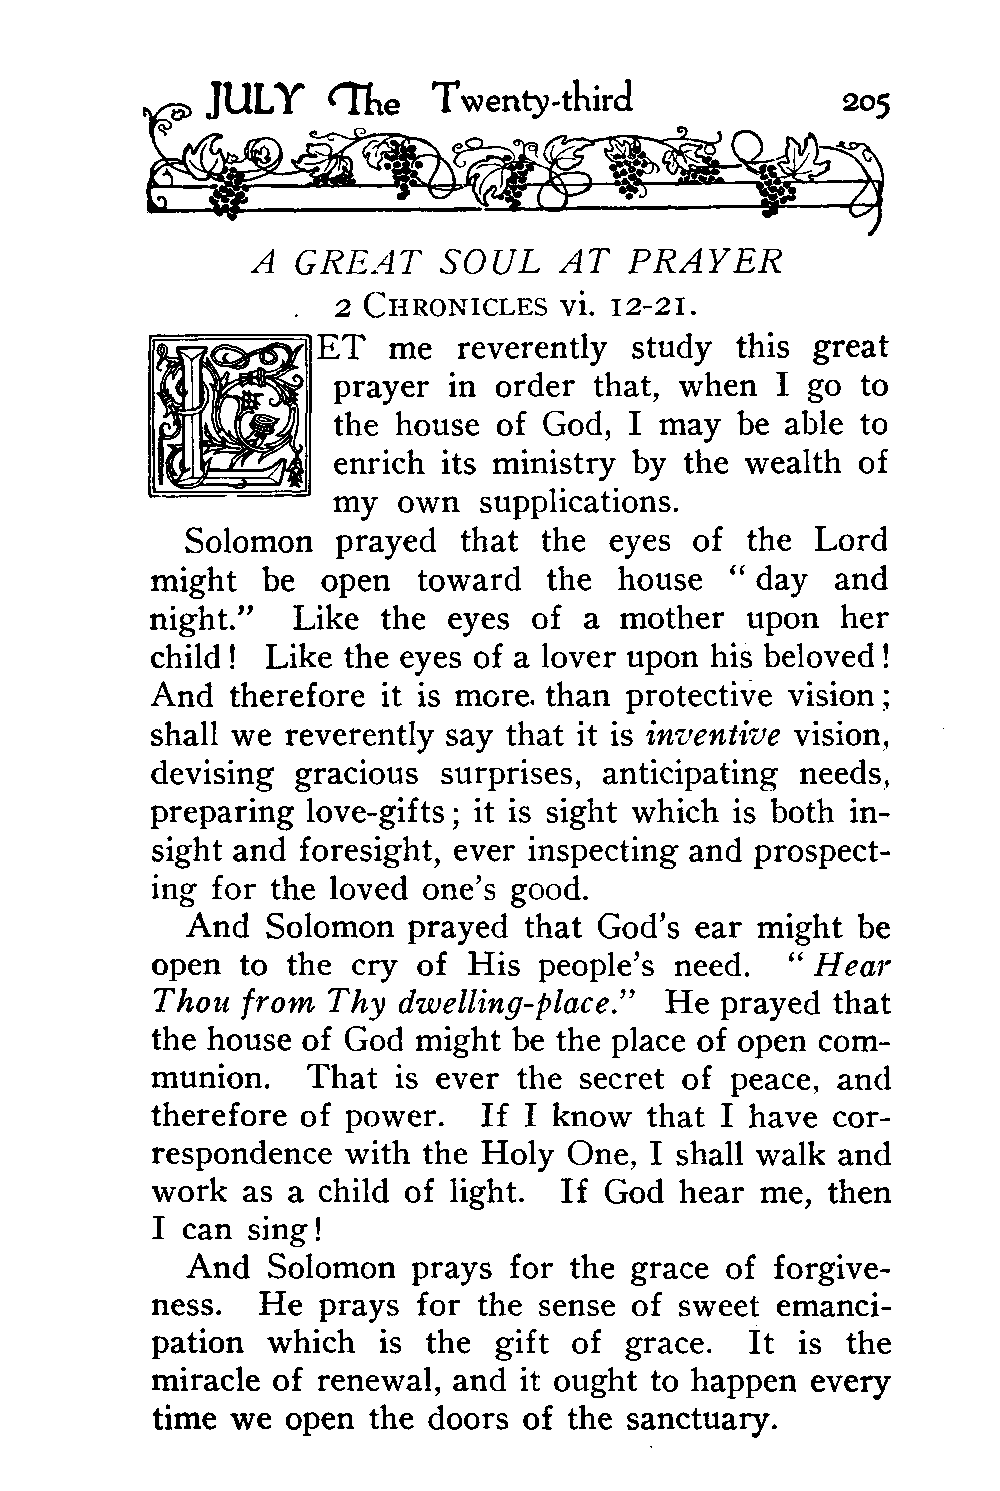 JULY The Twenty-third 205
A GREAT SOUL AT PRAYER
2 CHRONICLES vi. 12-21.
LET me reverently study this great
prayer in order that, when I go to
the house of God, I may be able to
enrich its ministry by the wealth of
my own supplications.
Solomon prayed that the eyes of the Lord
might be open toward the house “ day and
night.” Like the eyes of a mother upon her
child! Like the eyes of a lover upon his beloved!
And therefore it is more than protective vision;
shall we reverently say that it is inventive vision,
devising gracious surprises, anticipating needs,
preparing love-gifts; it is sight which is both in-
sight and foresight, ever inspecting and prospect-
ing for the loved one’s good.
And Solomon prayed that God’s ear might be
open to the cry of His people’s need. “ Hear
Thou from Thy dwelling-place.” He prayed that
the house of God might be the place of open com-
munion. That is ever the secret of peace, and
therefore of power. If I know that I have cor-
respondence with the Holy One, I shall walk and
work as a child of light. If God hear me, then
I can sing!
And Solomon prays for the grace of forgive-
ness. He prays for the sense of sweet emanci-
pation which is the gift of grace. It is the
miracle of renewal, and it ought to happen every
time we open the doors of the sanctuary.